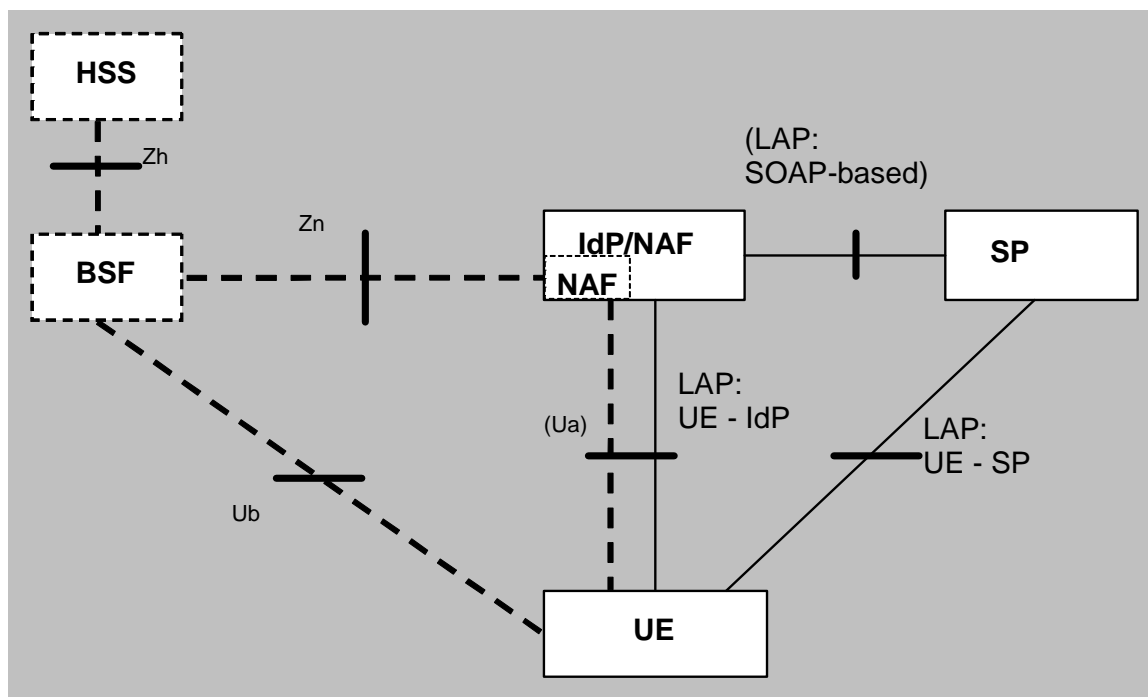 HSS
Zh
(LAP:
SOAP-based)
Zn
BSF
IdP/NAF
NAF
SP
LAP:
UE - IdP
(Ua)
LAP:
UE - SP
Ub
UE